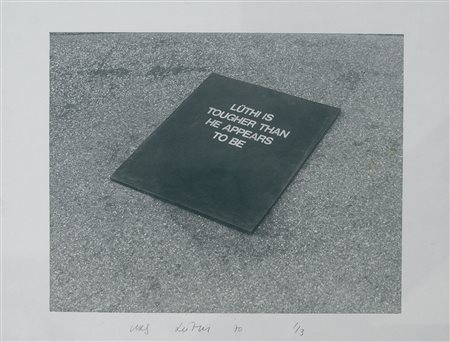 LÜTHI IS
TOUGHER THAN
HE APPEARS
TO BE
Urs Lüthi 70 1/3